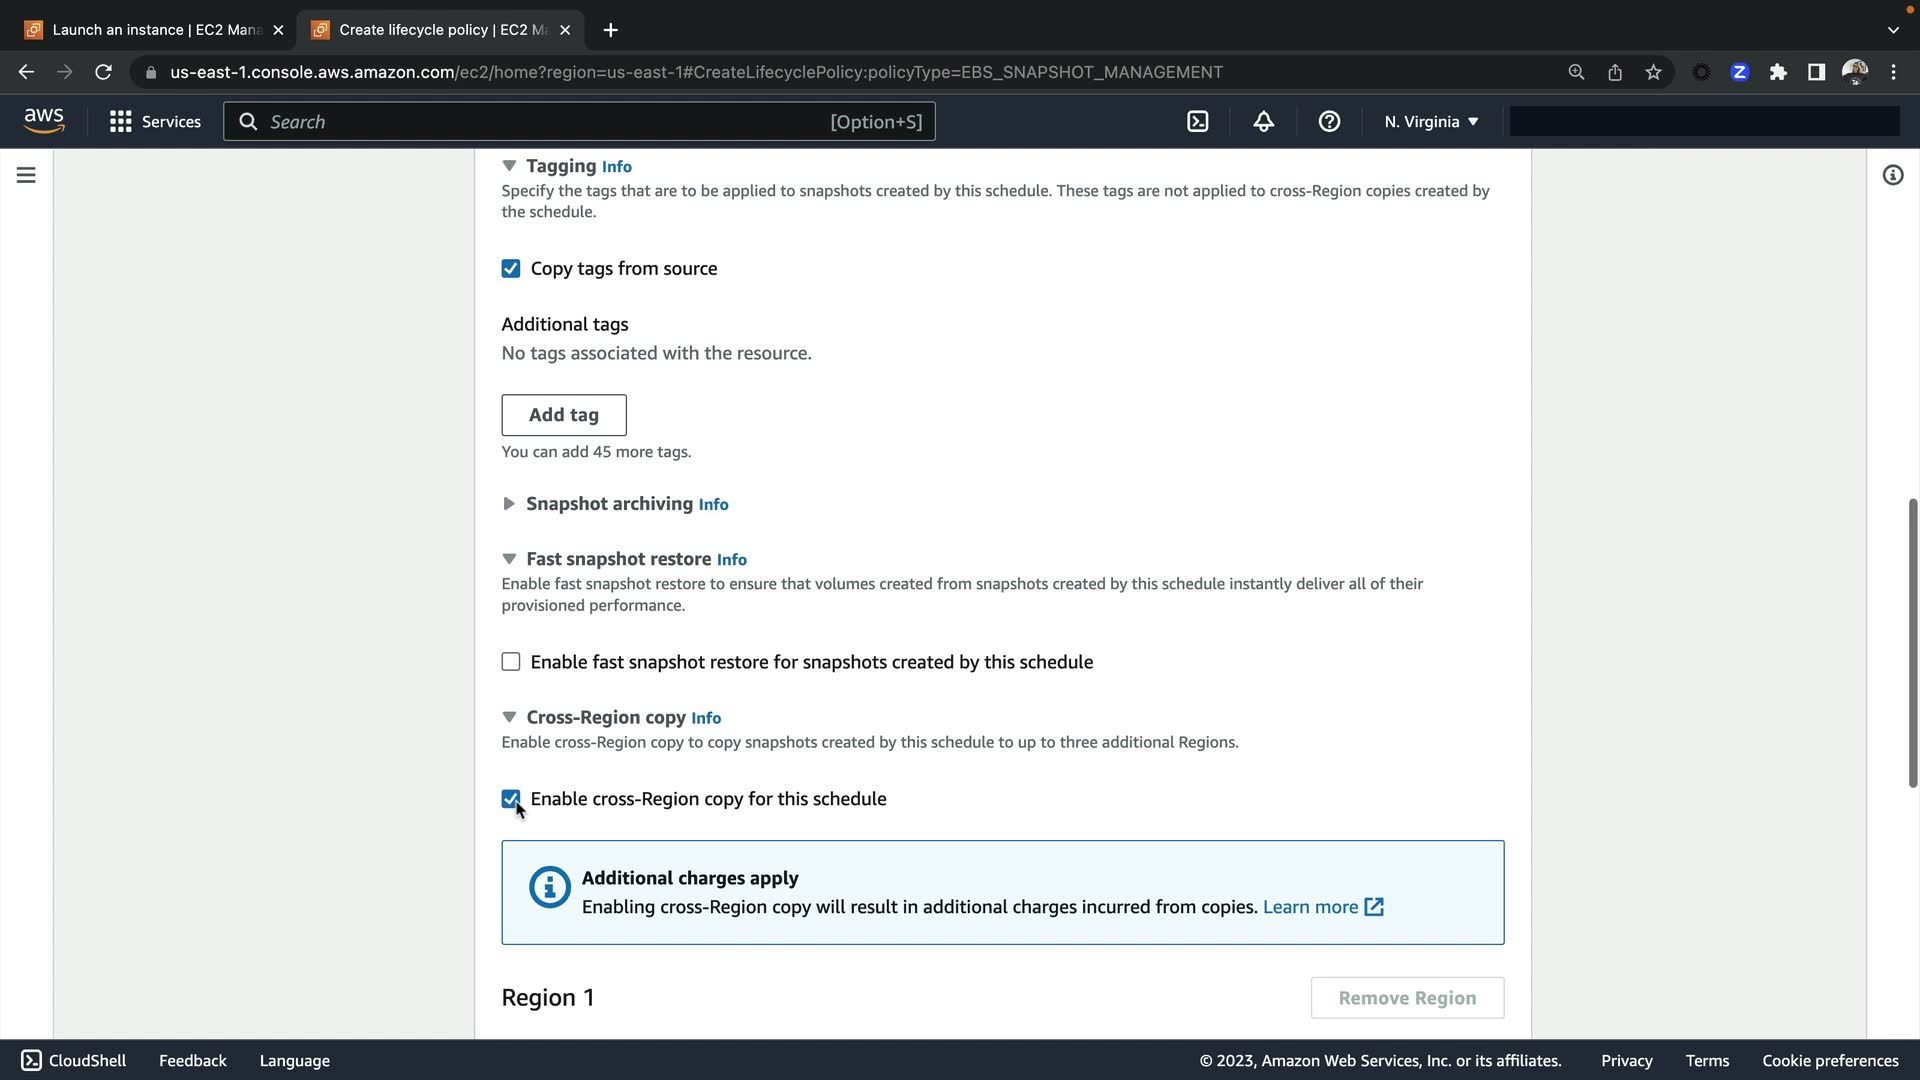 Launch an instance | EC2 Mana
Create lifecycle policy | EC2 Ma
us-east-1.console.aws.amazon.com/ec2/home?region=us-east-1#CreateLifecyclePolicy:policyType=EBS_SNAPSHOT_MANAGEMENT
Z
aws
Services
Search
[Option+S]
N. Virginia
Tagging Info
Specify the tags that are to be applied to snapshots created by this schedule. These tags are not applied to cross-Region copies created by
the schedule.
Copy tags from source
Additional tags
No tags associated with the resource.
Add tag
You can add 45 more tags.
Snapshot archiving Info
Fast snapshot restore Info
Enable fast snapshot restore to ensure that volumes created from snapshots created by this schedule instantly deliver all of their
provisioned performance.
Enable fast snapshot restore for snapshots created by this schedule
Cross-Region copy Info
Enable cross-Region copy to copy snapshots created by this schedule to up to three additional Regions.
Enable cross-Region copy for this schedule
Additional charges apply
Enabling cross-Region copy will result in additional charges incurred from copies. Learn more
Region 1
Remove Region
CloudShell
Feedback
Language
© 2023, Amazon Web Services, Inc. or its affiliates.
Privacy
Terms
Cookie preferences